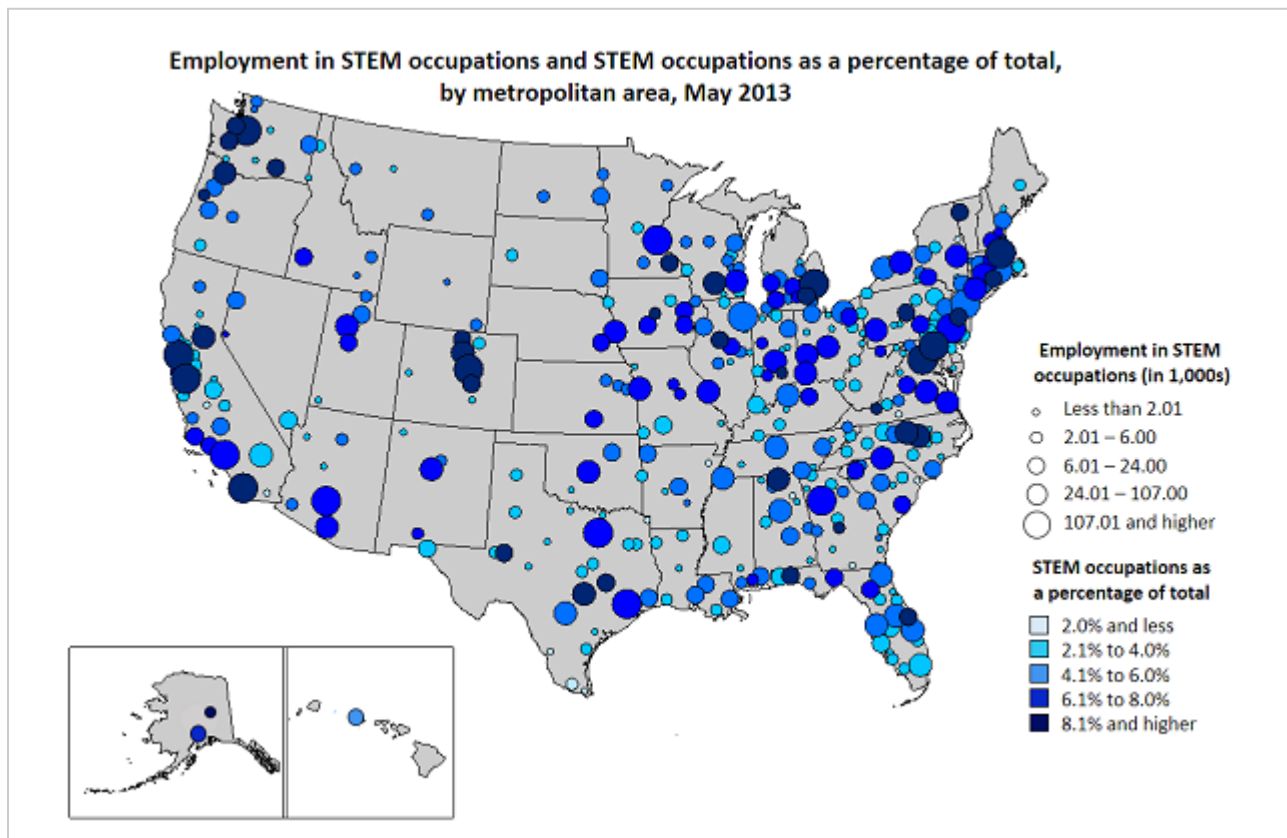 Employment in STEM occupations and STEM occupations as a percentage of total,
by metropolitan area, May 2013
Employment in STEM
occupations (in 1,000s)
Less than 2.01
2.01 – 6.00
6.01 – 24.00
24.01 – 107.00
107.01 and higher
STEM occupations as
a percentage of total
2.0% and less
2.1% to 4.0%
4.1% to 6.0%
6.1% to 8.0%
8.1% and higher